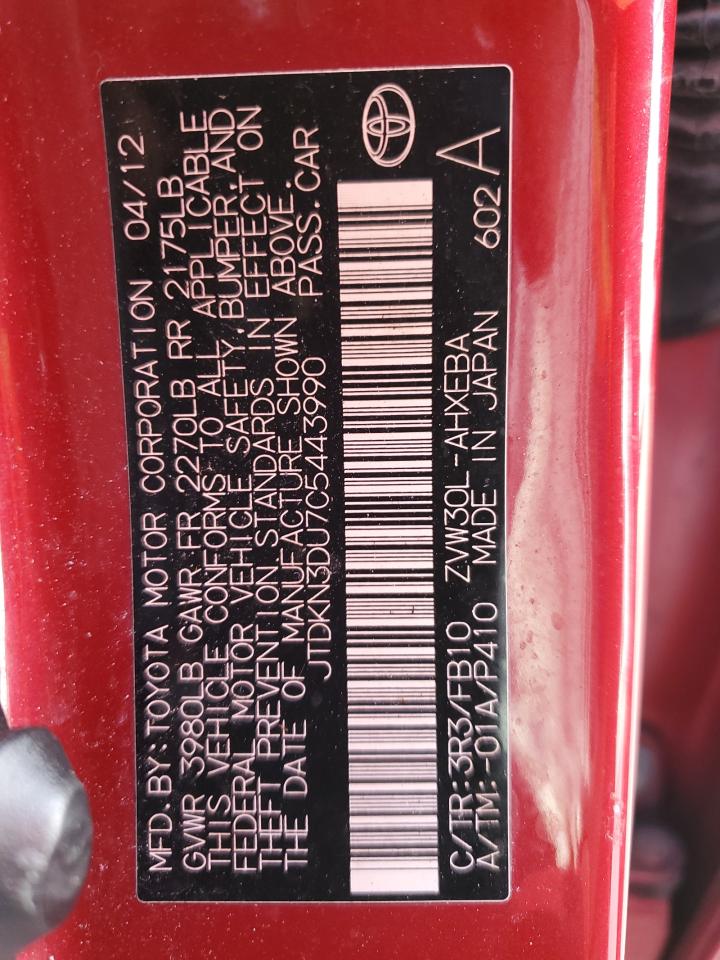 MFD.BY:TOYOTA MOTOR CORPORATION 04/12
GVWR 3980LB GAWR FR 2270LB RR 2175LB
THIS VEHICLE CONFORMS TO ALL APPLICABLE
FEDERAL MOTOR VEHICLE SAFETY,BUMPER,AND
THEFT PREVENTION STANDARDS IN EFFECT ON
THE DATE OF MANUFACTURE SHOWN ABOVE.
JTDKN3DU7C5443990 PASS.CAR
C/TR:3R3/FB10 ZVW30L-AHXEBA A
A/TM:-01A/P410 MADE IN JAPAN 602